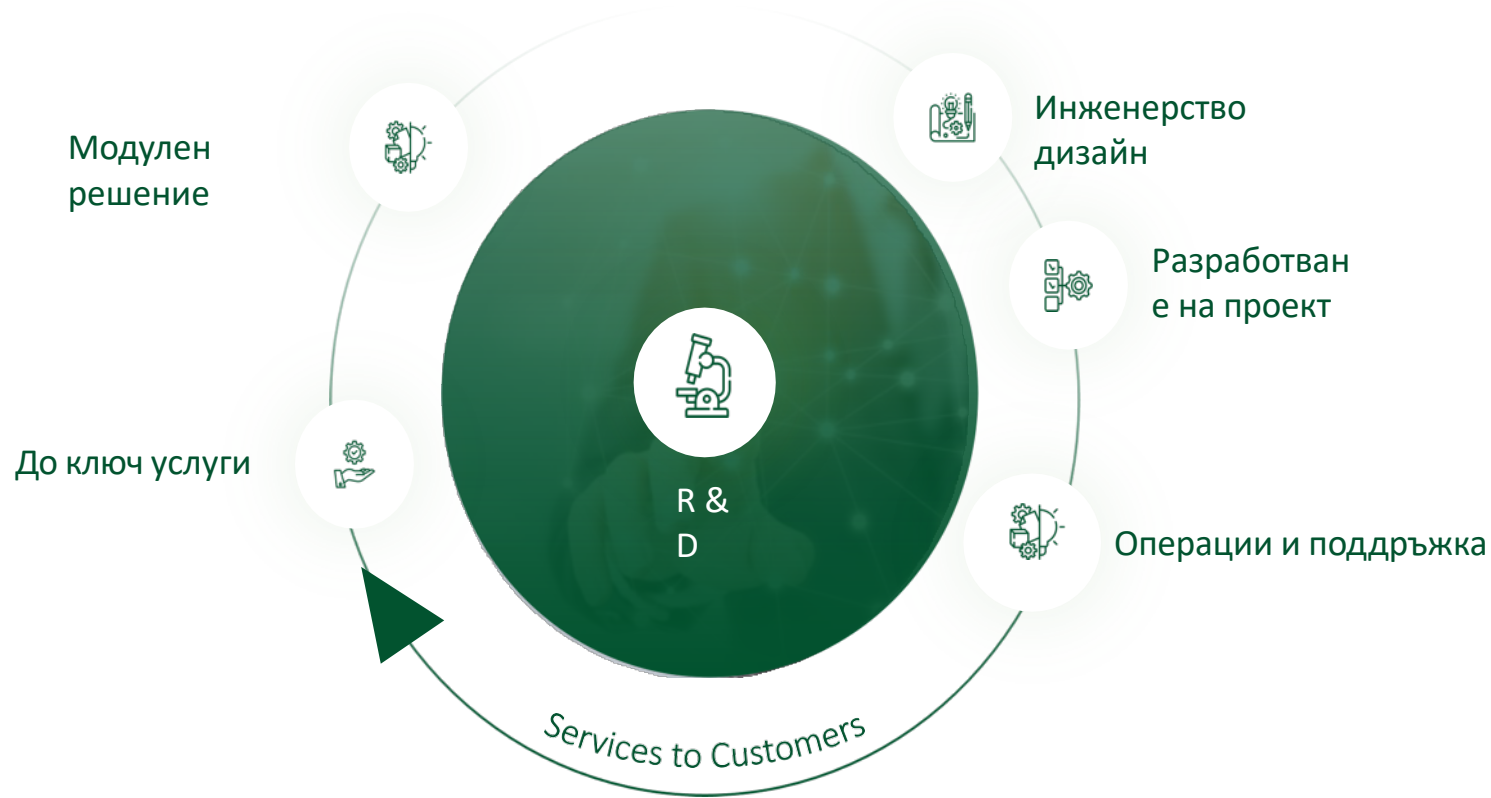 Модулен
решение
До ключ услуги
Инженерство
дизайн
Разработван
е на проект
Операции и поддръжка
R &
D
Services to Customers